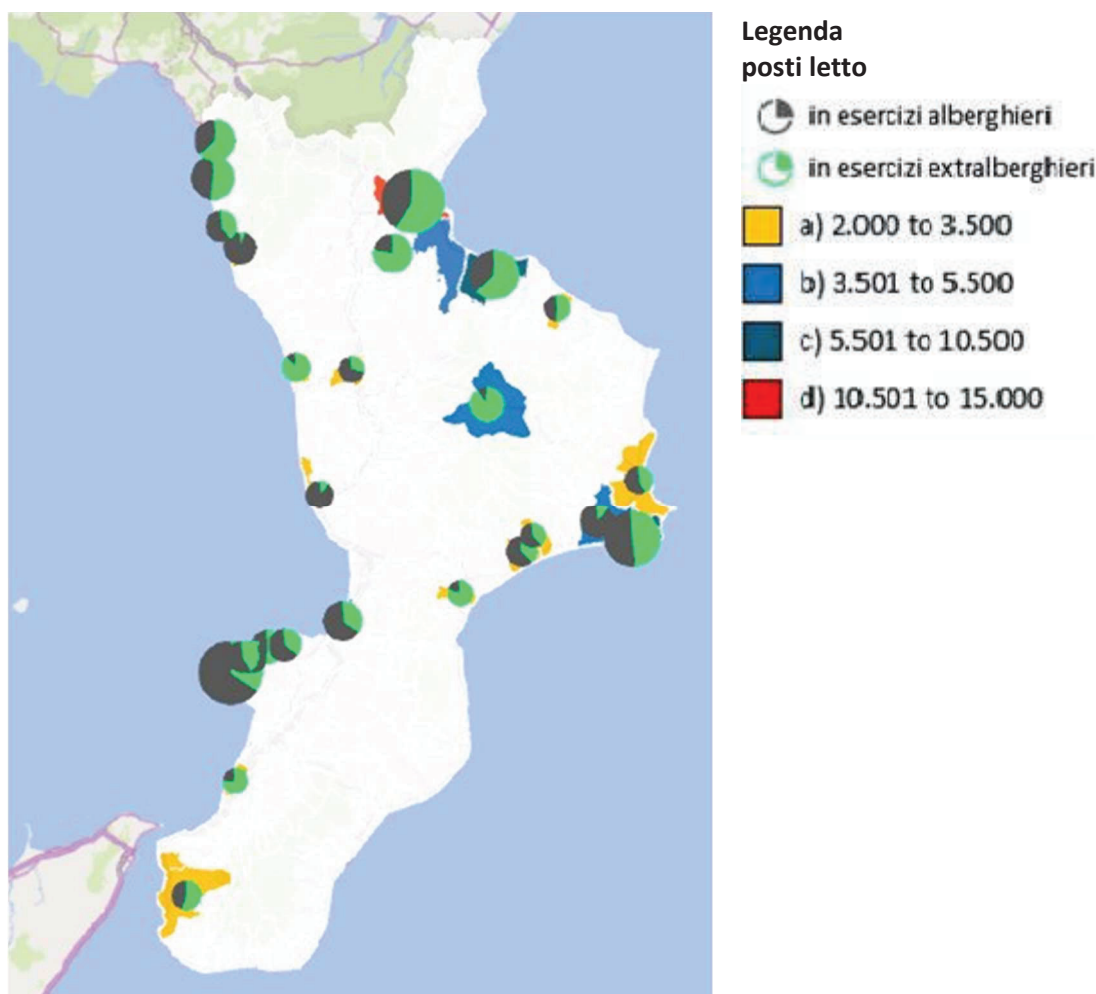 Legenda
posti letto
in esercizi alberghieri
in esercizi extralberghieri
a) 2.000 to 3.500
b) 3.501 to 5.500
c) 5.501 to 10.500
d) 10.501 to 15.000